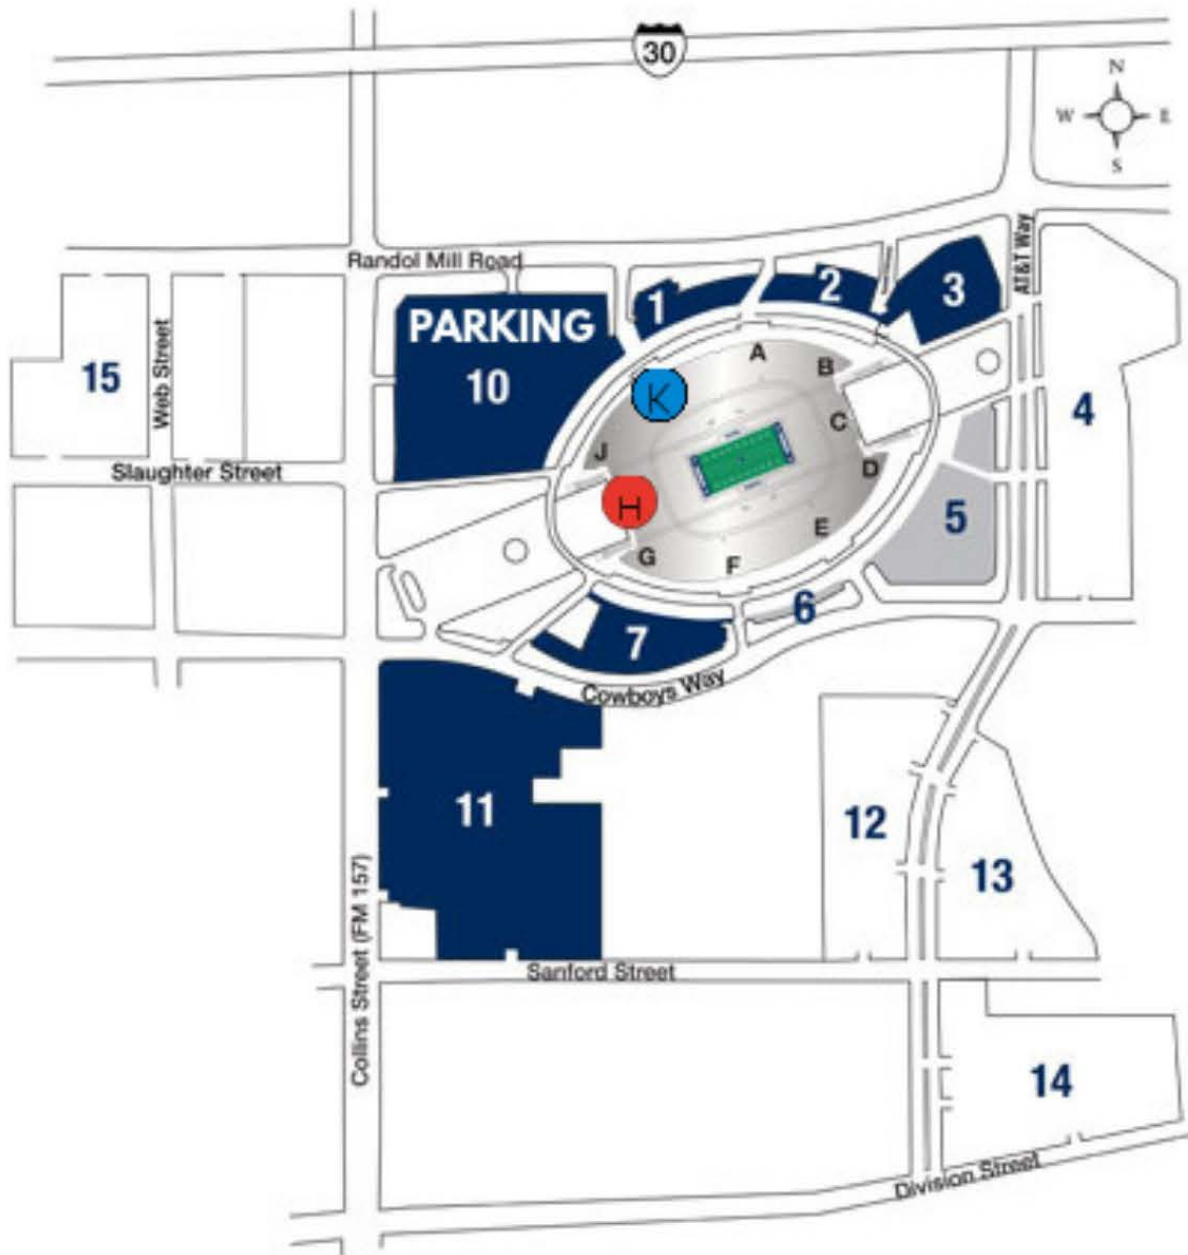 30
N
W E
S
AT&T Way
Randol Mill Road
1
2
3
PARKING
10
A
B
K
C
J
D
H
E
G
F
4
5
15
Web Street
Slaughter Street
6
7
Cowboys Way
11
12
13
Collins Street (FM 157)
Sanford Street
14
Division Street